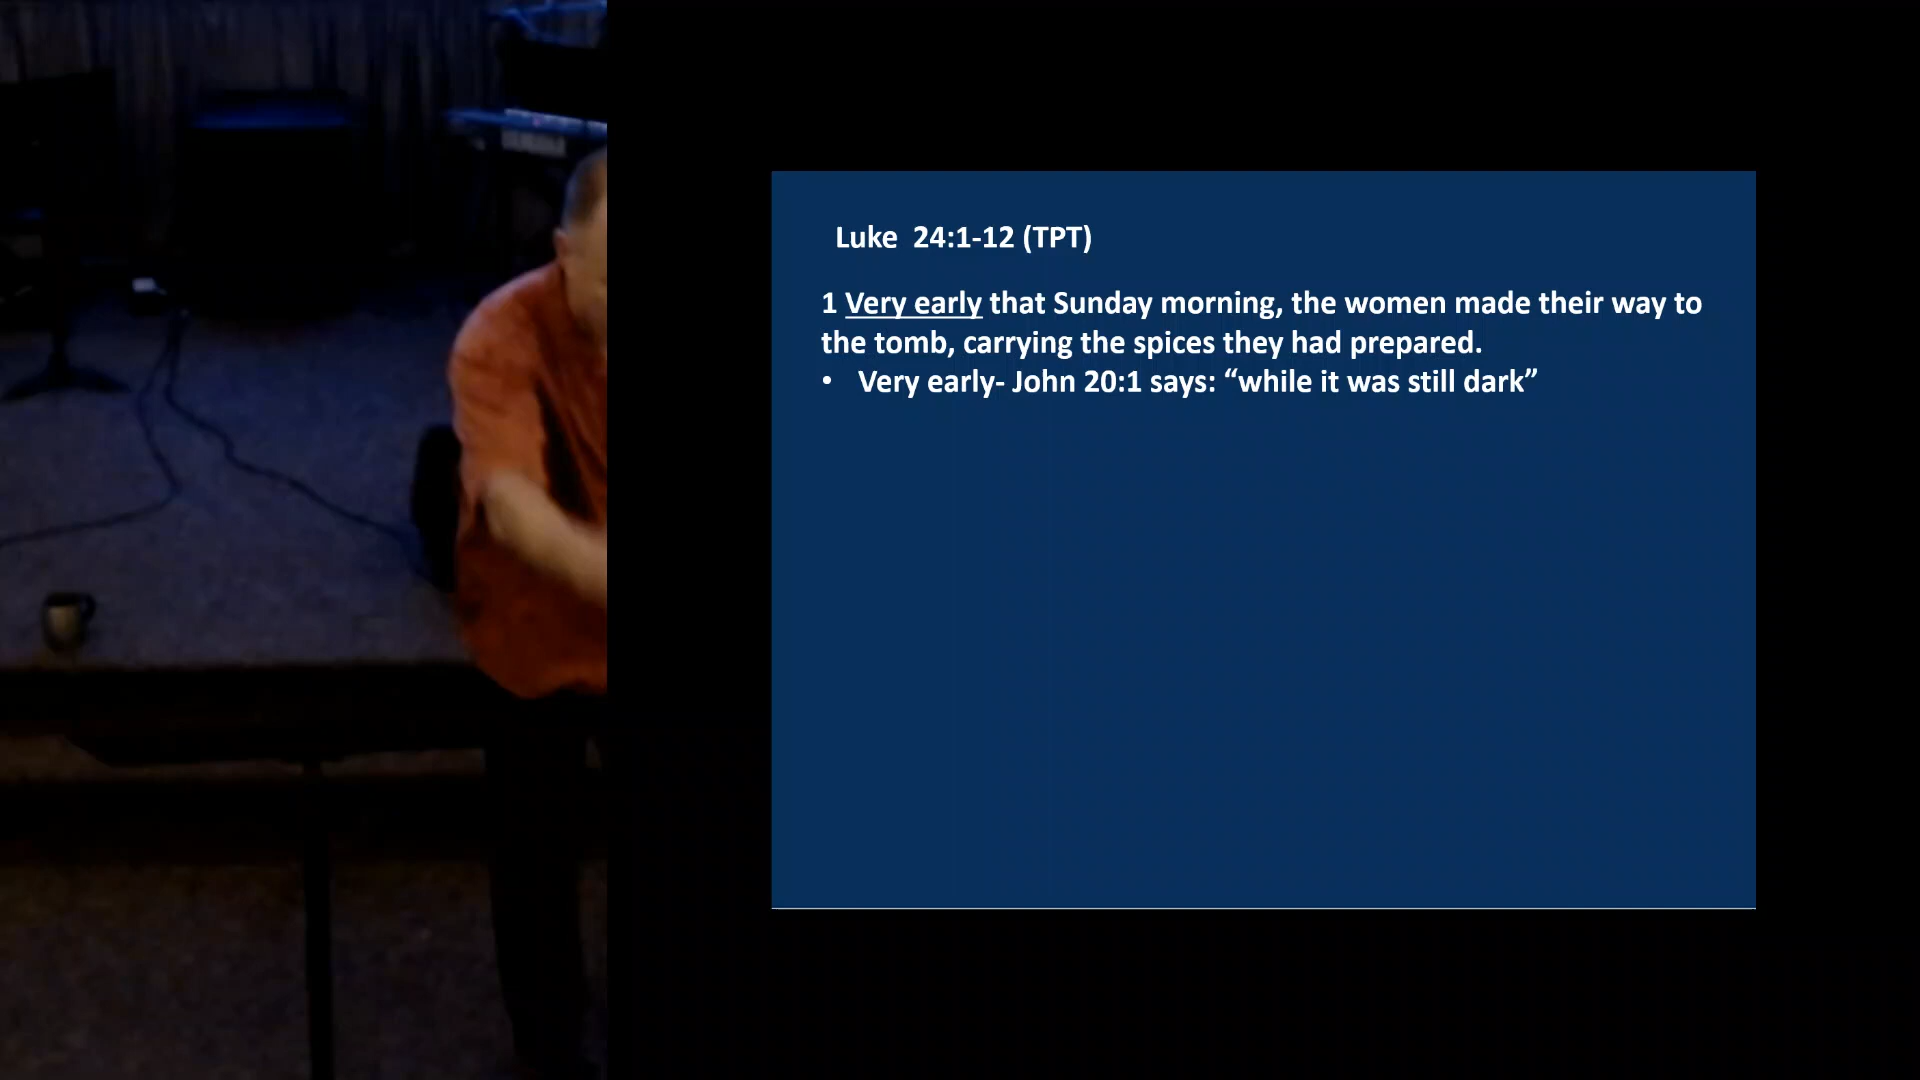 Luke  24:1-12 (TPT)
1 Very early that Sunday morning, the women made their way to
the tomb, carrying the spices they had prepared.
• Very early- John 20:1 says: “while it was still dark”